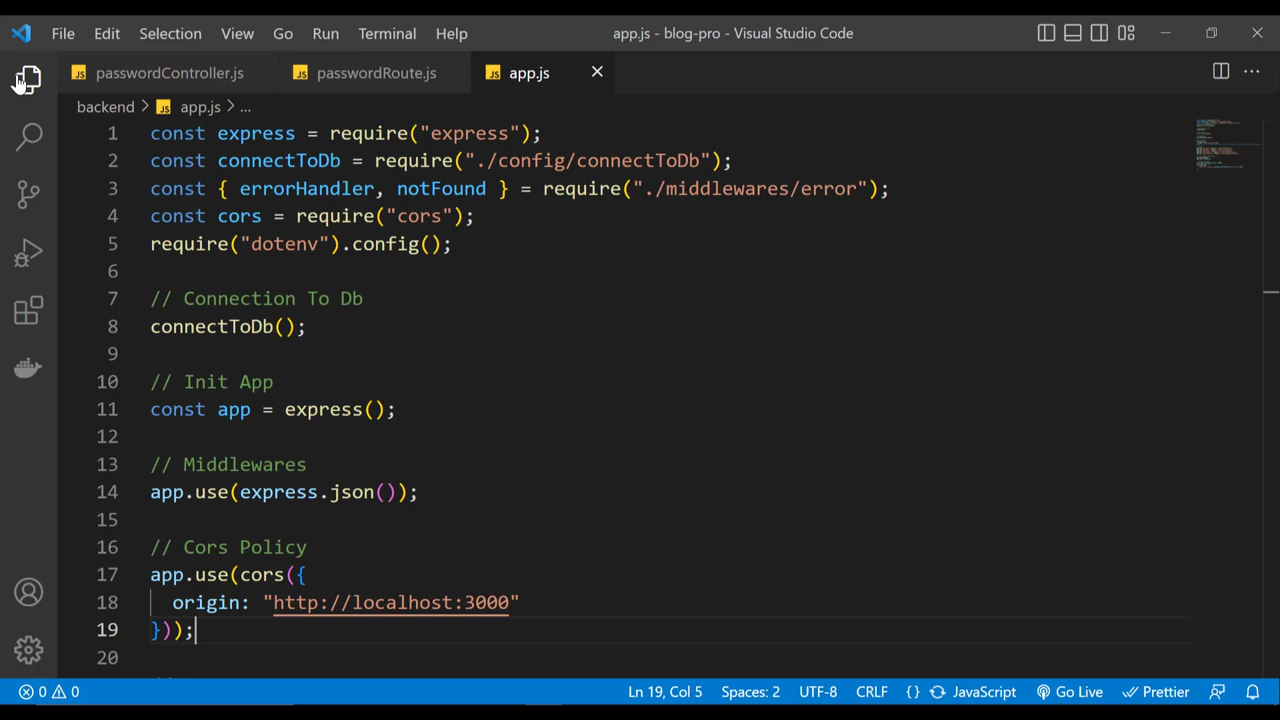 File Edit Selection View Go Run Terminal Help app.js - blog-pro - Visual Studio Code
JS passwordController.js JS passwordRoute.js JS app.js
backend > JS app.js > ...
1 const express = require("express");
2 const connectToDb = require("./config/connectToDb");
3 const { errorHandler, notFound } = require("./middlewares/error");
4 const cors = require("cors");
5 require("dotenv").config();
6
7 // Connection To Db
8 connectToDb();
9
10 // Init App
11 const app = express();
12
13 // Middlewares
14 app.use(express.json());
15
16 // Cors Policy
17 app.use(cors({
18 origin: "http://localhost:3000"
19 }));
20
0 0 Ln 19, Col 5 Spaces: 2 UTF-8 CRLF {} JavaScript Go Live Prettier